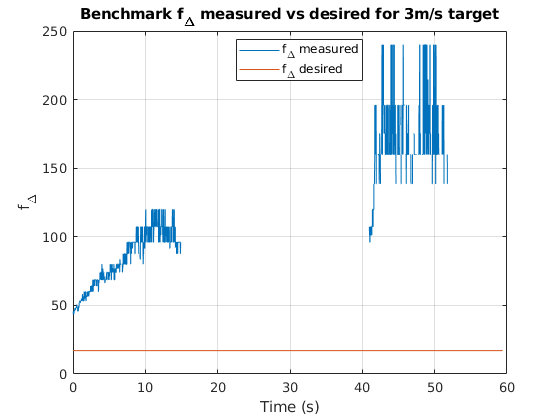 Benchmark f_Δ measured vs desired for 3m/s target
f_Δ measured
f_Δ desired
250
200
150
100
50
0
f_Δ
0 10 20 30 40 50 60
Time (s)